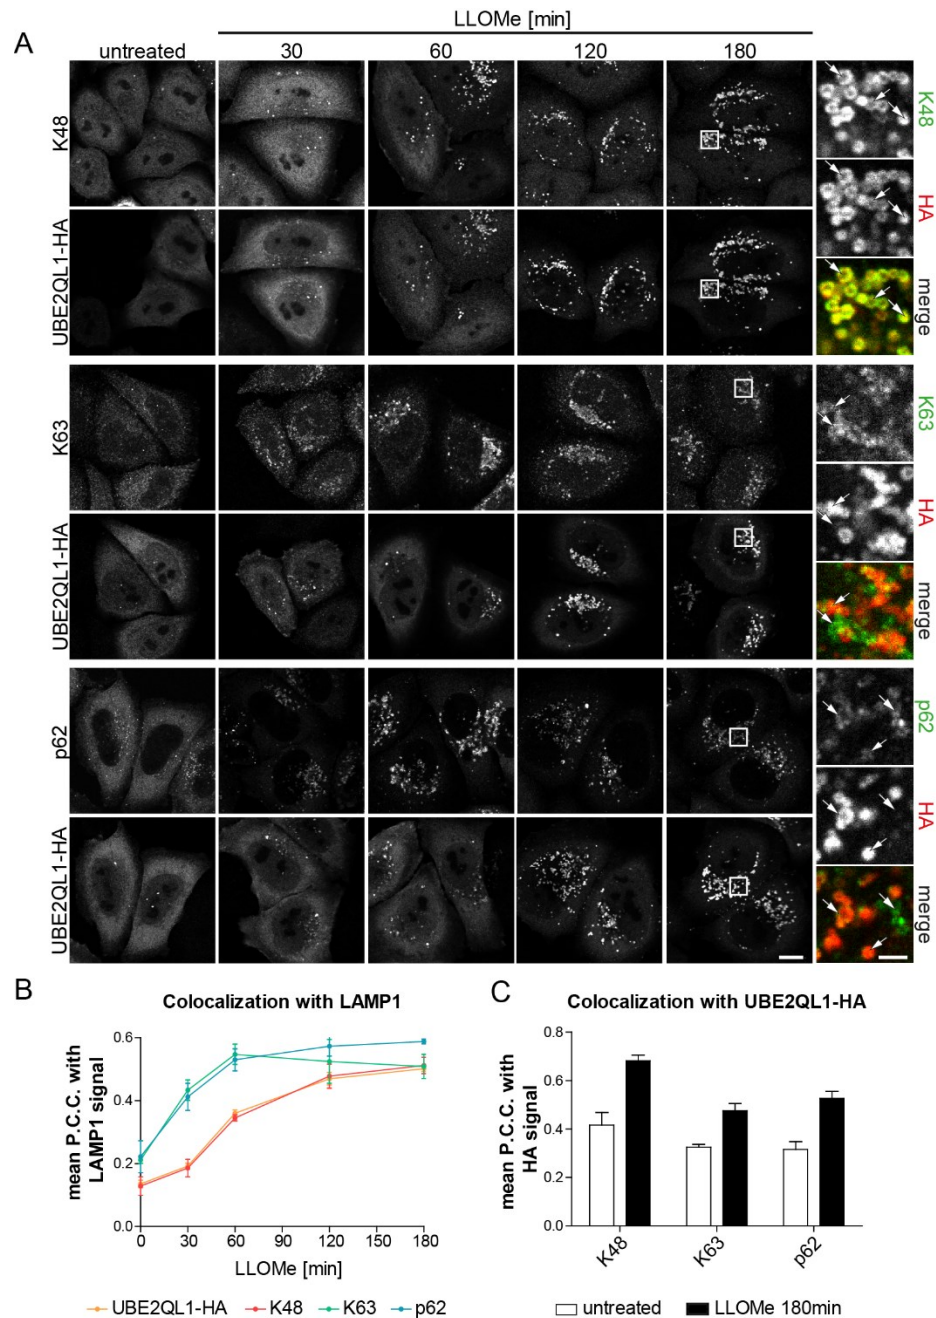 A
LLOMe [min]
untreated
30
60
120
180
K48
UBE2QL1-HA
K48
HA
merge
K63
UBE2QL1-HA
K63
HA
merge
p62
UBE2QL1-HA
p62
HA
merge
B
Colocalization with LAMP1
mean P.C.C. with
LAMP1 signal
0.6
0.4
0.2
0.0
0
30
60
120
180
LLOMe [min]
UBE2QL1-HA
K48
K63
p62
C
Colocalization with UBE2QL1-HA
mean P.C.C. with
HA signal
0.8
0.6
0.4
0.2
0.0
K48
K63
p62
untreated
LLOMe 180min